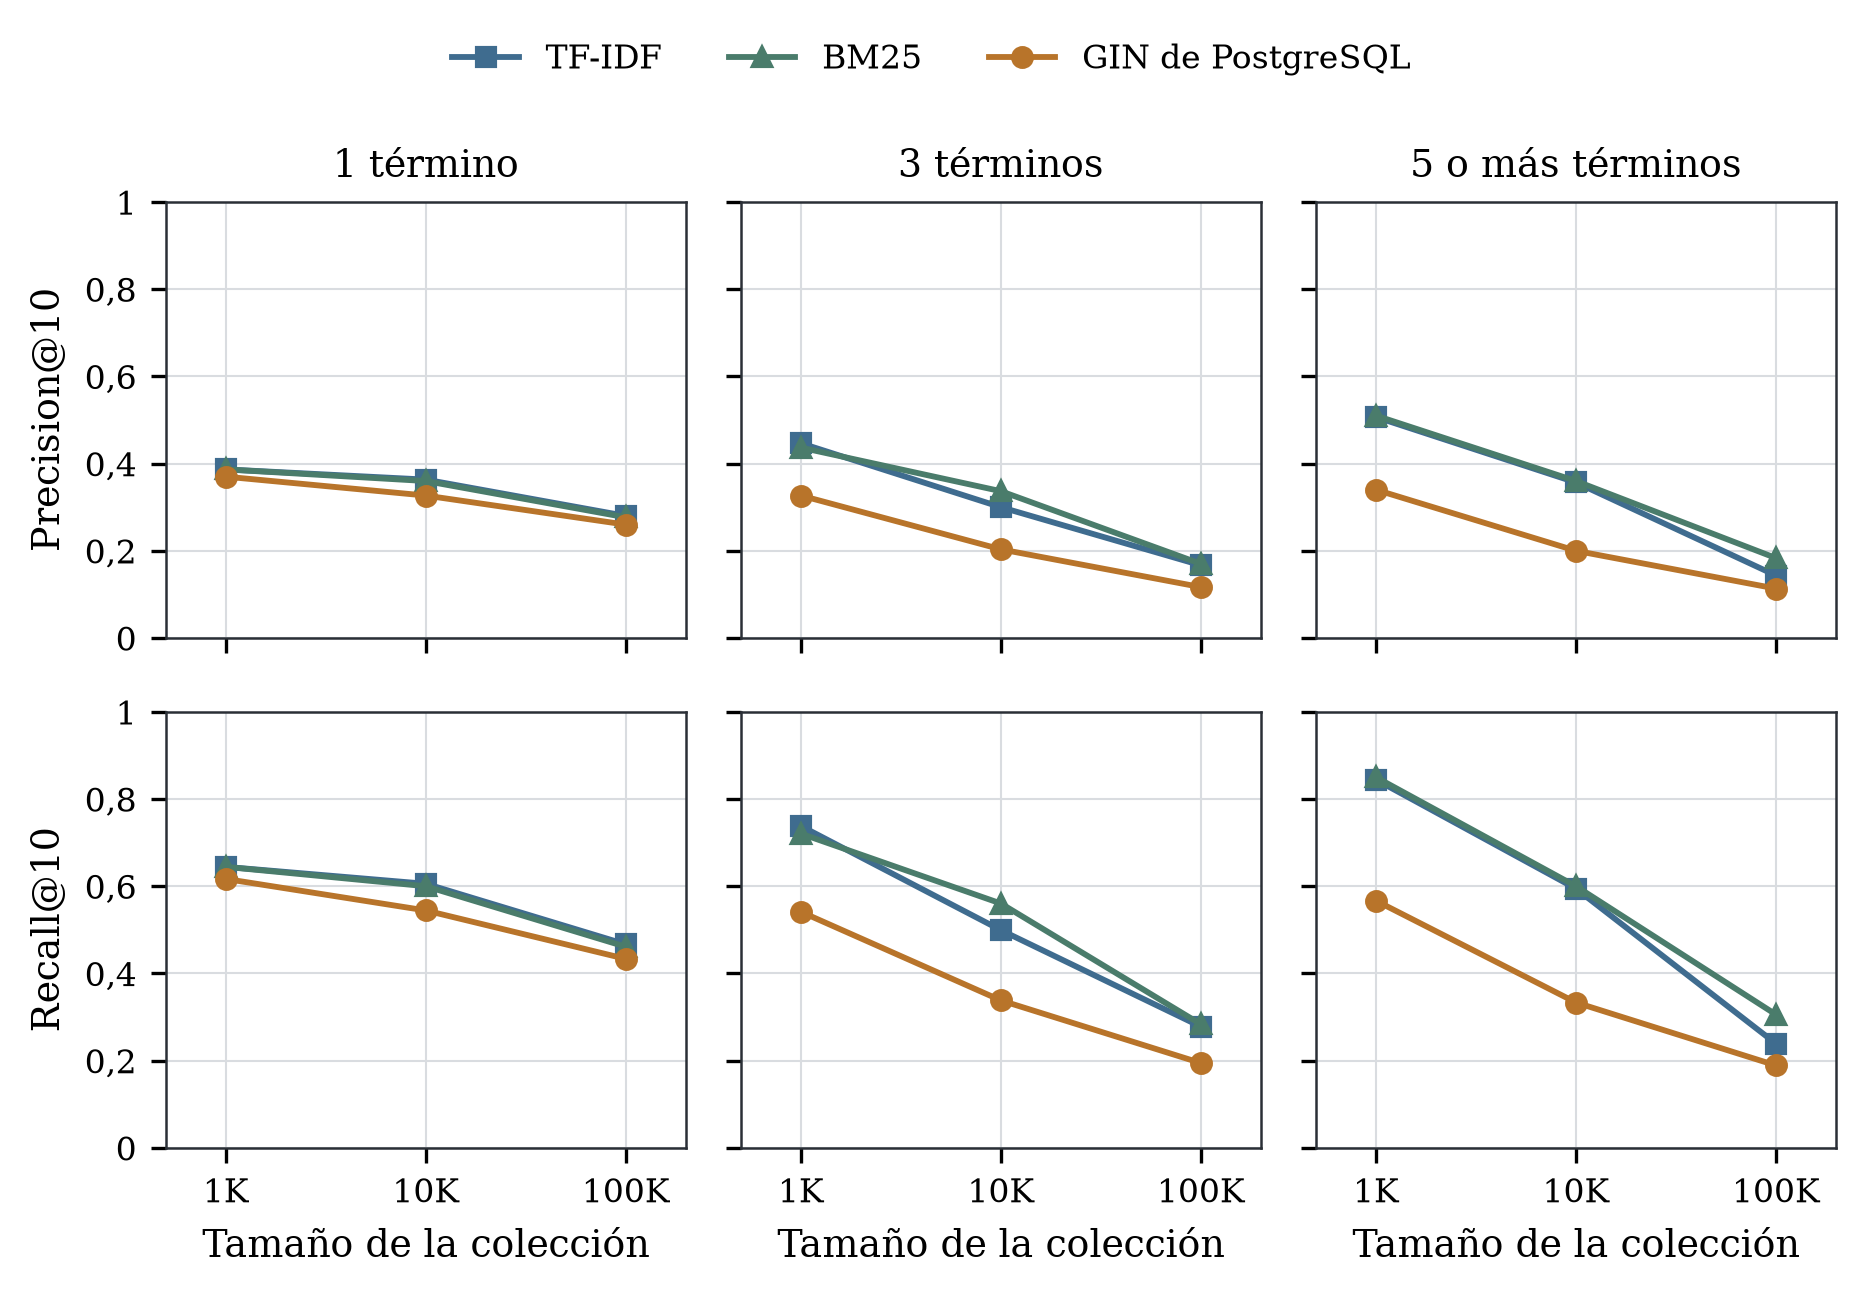 TF-IDF BM25 GIN de PostgreSQL
1 término 3 términos 5 o más términos
Precision@10
1
0,8
0,6
0,4
0,2
0
Recall@10
1
0,8
0,6
0,4
0,2
0
1K 10K 100K 1K 10K 100K 1K 10K 100K
Tamaño de la colección Tamaño de la colección Tamaño de la colección